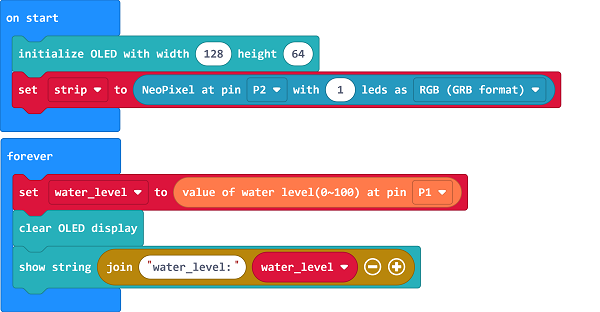 on start
initialize OLED with width 128 height 64
set strip to NeoPixel at pin P2 with 1 leds as RGB (GRB format)
forever
set water_level to value of water level(0~100) at pin P1
clear OLED display
show string join "water_level:" water_level